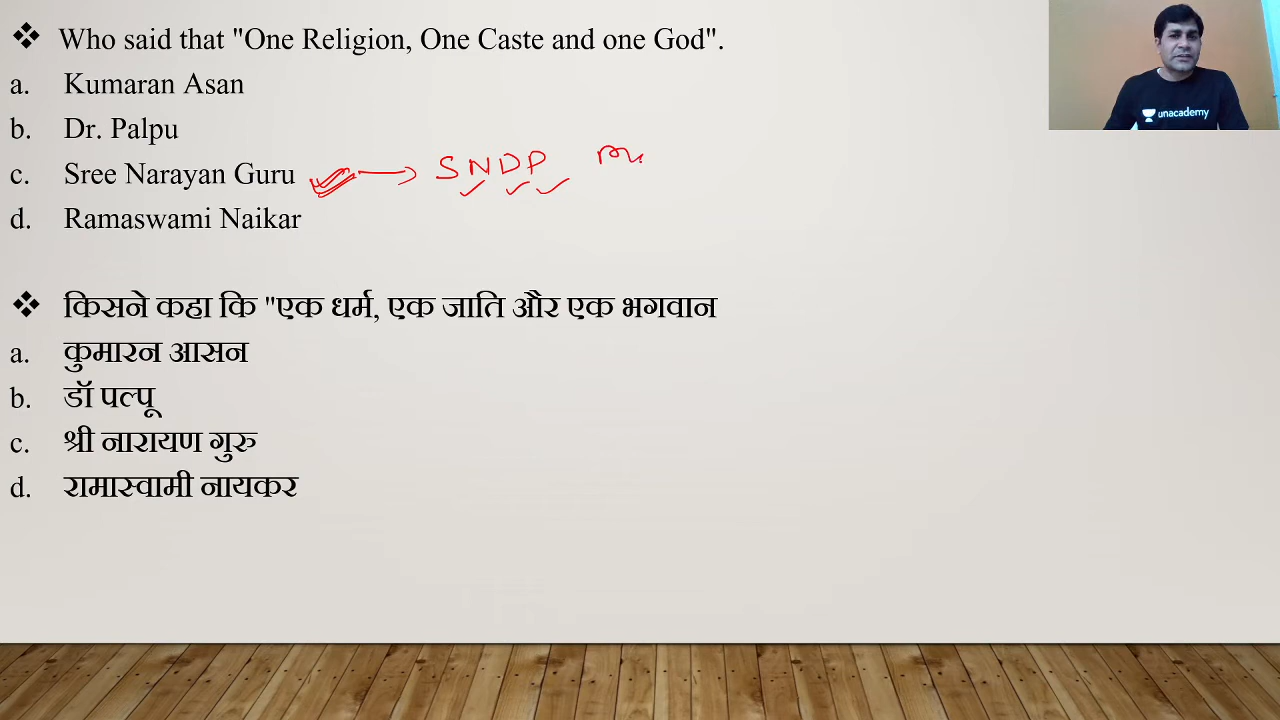 ❖ Who said that "One Religion, One Caste and one God".
a. Kumaran Asan
b. Dr. Palpu
c. Sree Narayan Guru → SNDP
d. Ramaswami Naikar
❖ किसने कहा कि "एक धर्म, एक जाति और एक भगवान
a. कुमारन आसन
b. डॉ पल्पू
c. श्री नारायण गुरु
d. रामास्वामी नायकर
unacademy